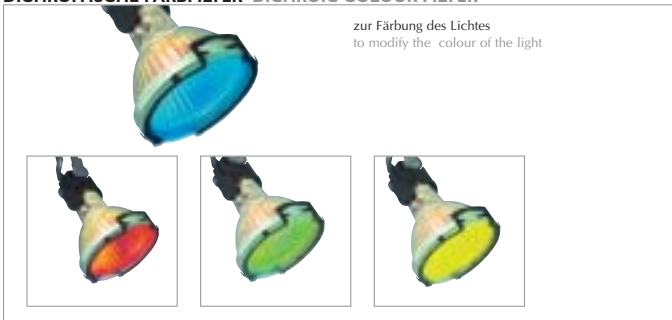 zur Färbung des Lichtes
to modify the colour of the light